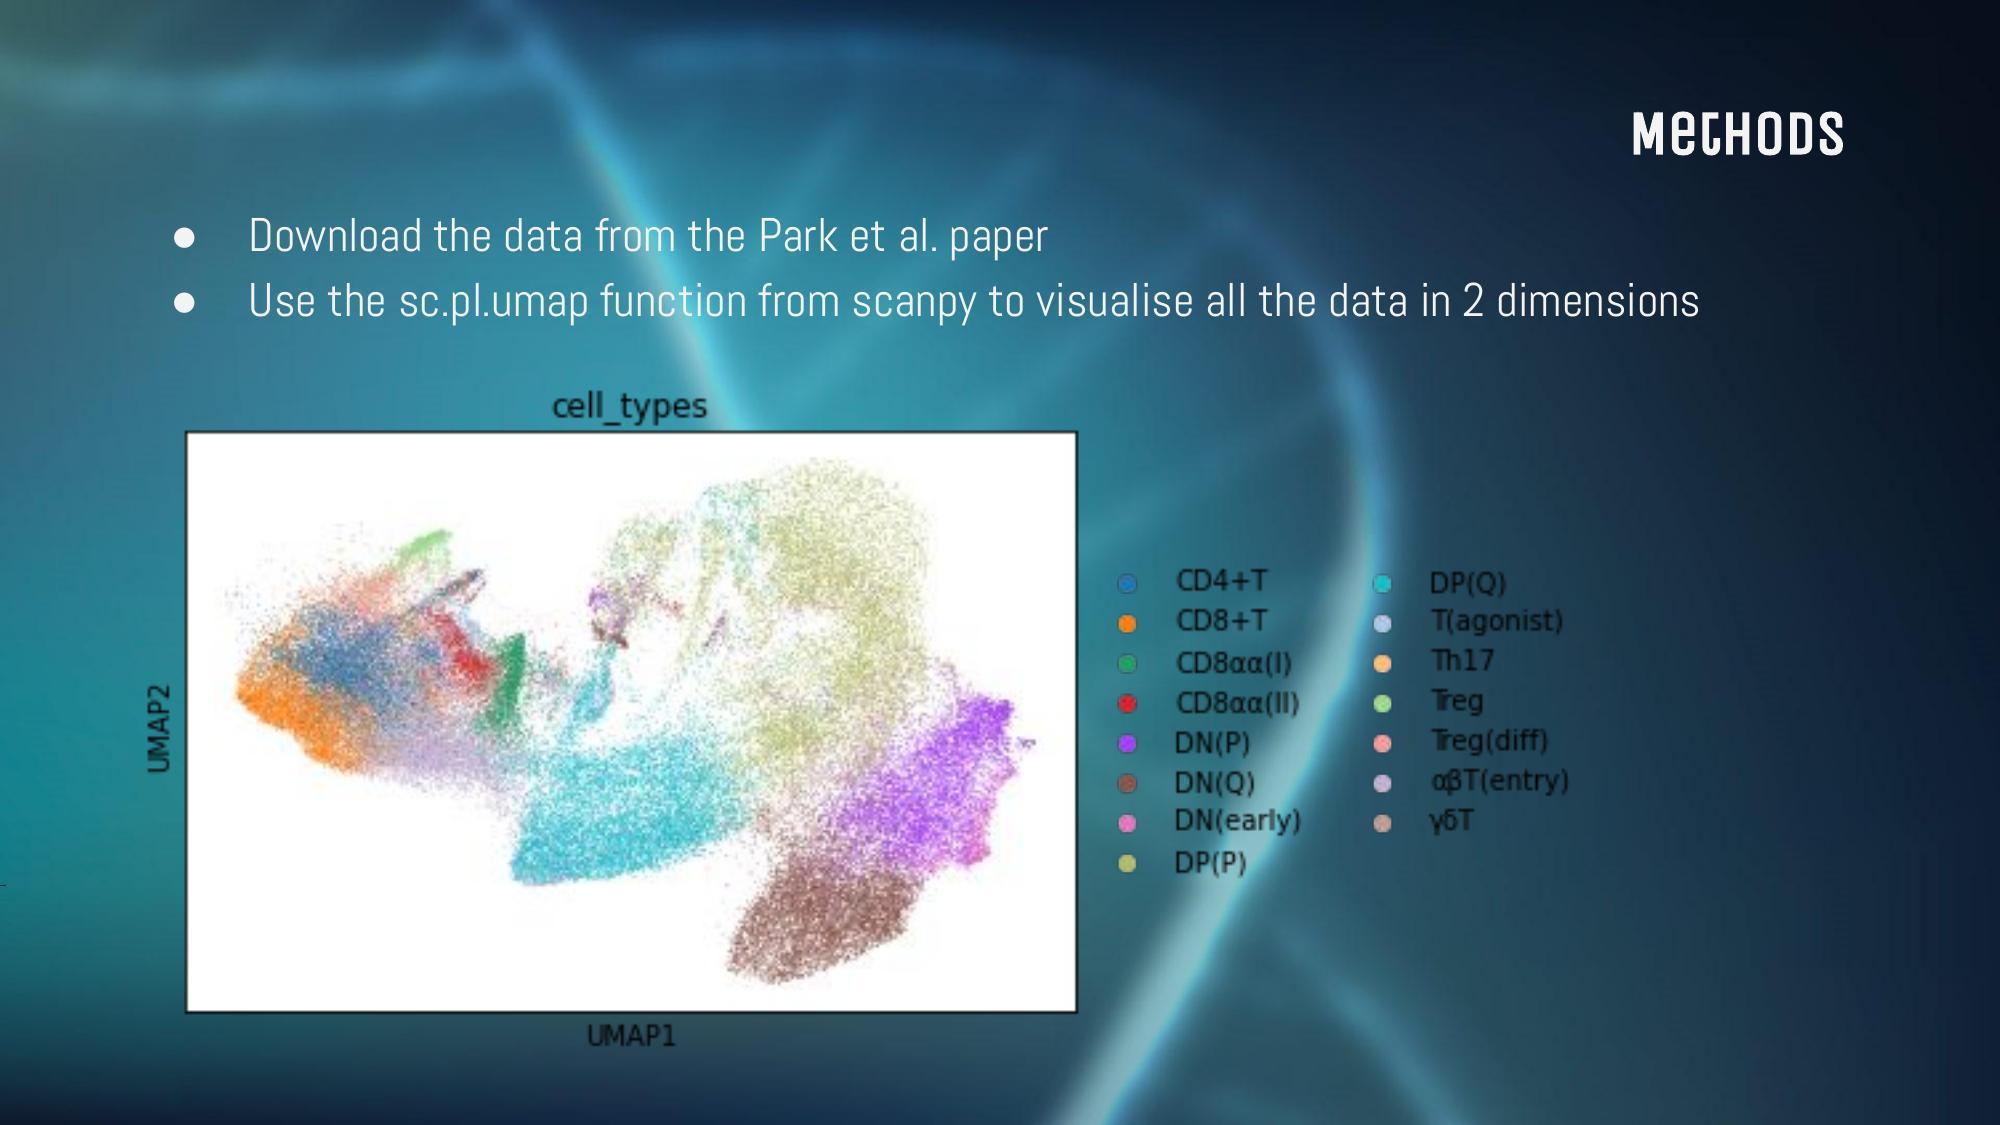 MeTHODS
● Download the data from the Park et al. paper
● Use the sc.pl.umap function from scanpy to visualise all the data in 2 dimensions
cell_types
UMAP2
UMAP1
CD4+T
CD8+T
CD8αα(I)
CD8αα(II)
DN(P)
DN(Q)
DN(early)
DP(P)
DP(Q)
T(agonist)
Th17
Treg
Treg(diff)
αβT(entry)
γδT